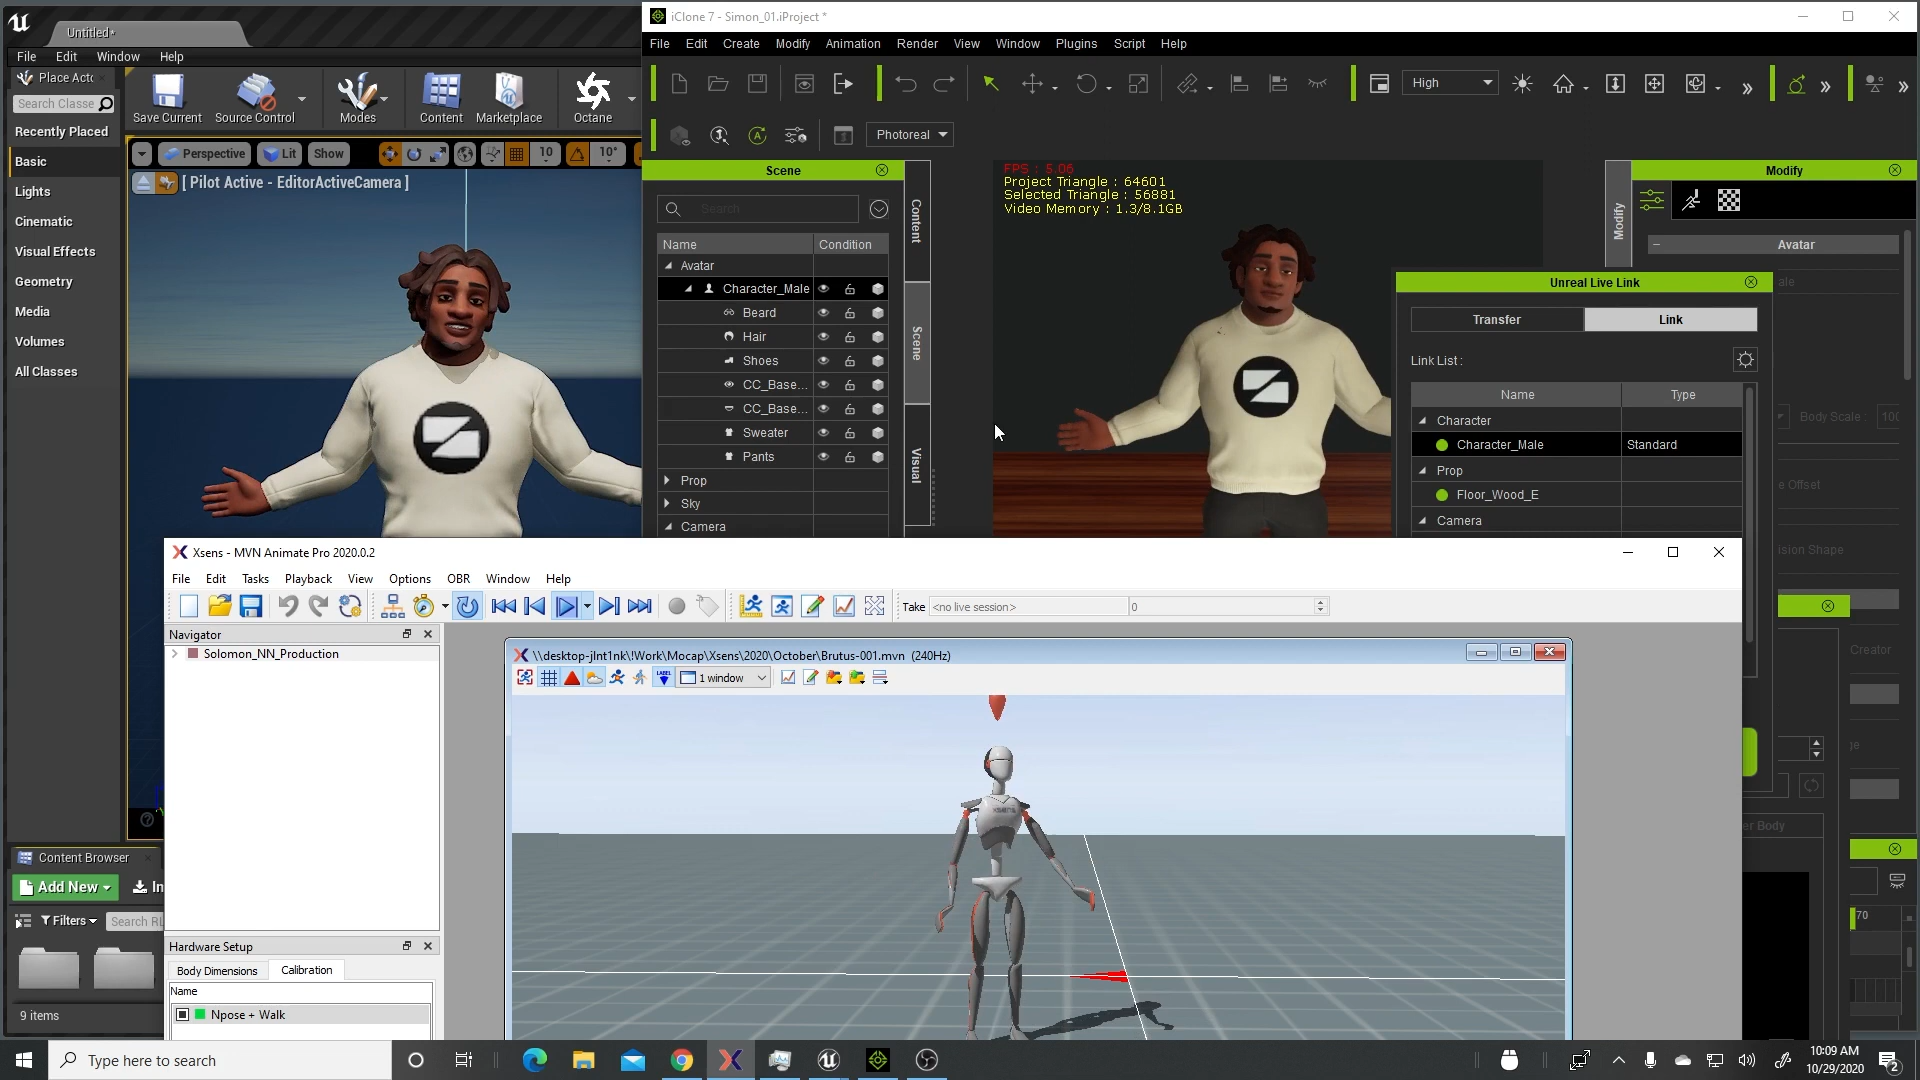 Untitled*
File Edit Window Help
Place Acto
Search Classe
Recently Placed
Basic
Lights
Cinematic
Visual Effects
Geometry
Media
Volumes
All Classes
Save Current
Source Control
Modes
Content
Marketplace
Octane
Perspective
Lit
Show
10
10°
[ Pilot Active - EditorActiveCamera ]
iClone 7 - Simon_01.iProject *
File Edit Create Modify Animation Render View Window Plugins Script Help
High
Photoreal
Scene
Search
Name Condition
Avatar
Character_Male
Beard
Hair
Shoes
CC_Base...
CC_Base...
Sweater
Pants
Prop
Sky
Camera
Content
Scene
Visual
FPS : 5.06
Project Triangle : 64601
Selected Triangle : 56881
Video Memory : 1.3/8.1GB
Modify
Modify
Avatar
Body Scale : 100
e Offset
ision Shape
Creator
er Body
70
Unreal Live Link
Transfer Link
Link List :
Name Type
Character
Character_Male Standard
Prop
Floor_Wood_E
Camera
Xsens - MVN Animate Pro 2020.0.2
File Edit Tasks Playback View Options OBR Window Help
Take <no live session> 0
Navigator
Solomon_NN_Production
\\desktop-jlnt1nk\!Work\Mocap\Xsens\2020\October\Brutus-001.mvn (240Hz)
LABEL
1 window
xsens
Hardware Setup
Body Dimensions Calibration
Name
Npose + Walk
Content Browser
Add New
In
Filters
Search RL
9 items
Type here to search
10:09 AM
10/29/2020
2